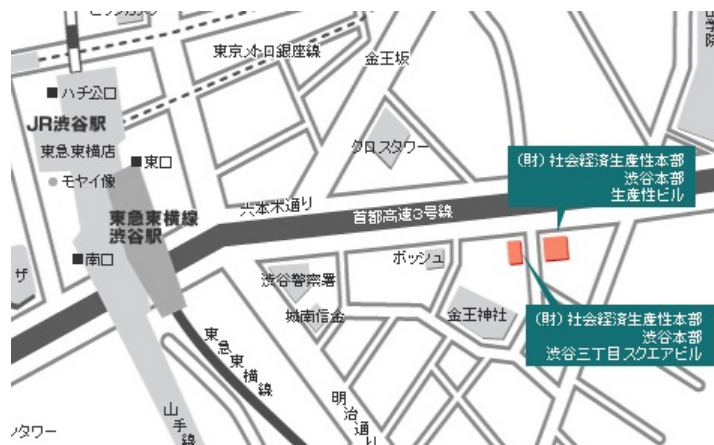 東京メトロ銀座線
金王坂
ハチ公口
JR渋谷駅
東急東横店
東口
モヤイ像
クロスタワー
(財)社会経済生産性本部
渋谷本部
生産性ビル
東急東横線
渋谷駅
六本木通り
首都高速3号線
南口
ボッシュ
ザ
渋谷警察署
城南信金
金王神社
(財)社会経済生産性本部
渋谷本部
渋谷三丁目スクエアビル
東急東横線
明治通り
山手線
ンタワー